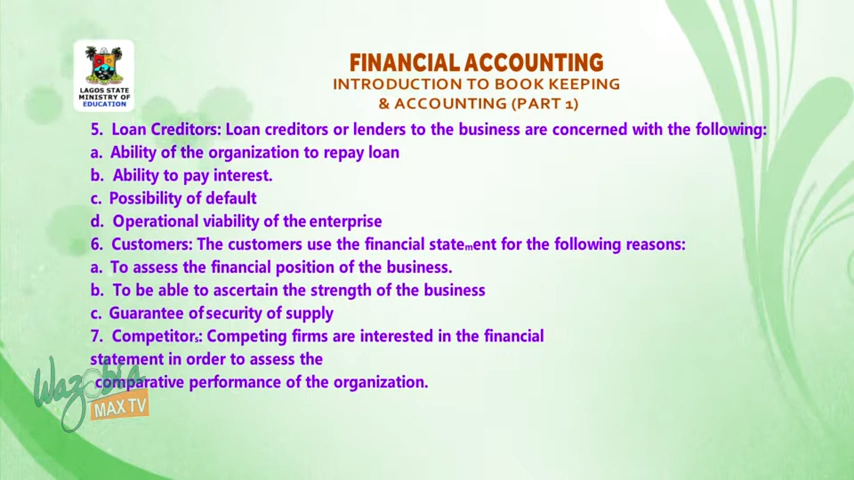 LAGOS STATE
MINISTRY OF
EDUCATION
FINANCIAL ACCOUNTING
INTRODUCTION TO BOOK KEEPING
& ACCOUNTING (PART 1)
5. Loan Creditors: Loan creditors or lenders to the business are concerned with the following:
a. Ability of the organization to repay loan
b. Ability to pay interest.
c. Possibility of default
d. Operational viability of the enterprise
6. Customers: The customers use the financial statement for the following reasons:
a. To assess the financial position of the business.
b. To be able to ascertain the strength of the business
c. Guarantee of security of supply
7. Competitors: Competing firms are interested in the financial
statement in order to assess the
comparative performance of the organization.
Wazobia
MAX TV